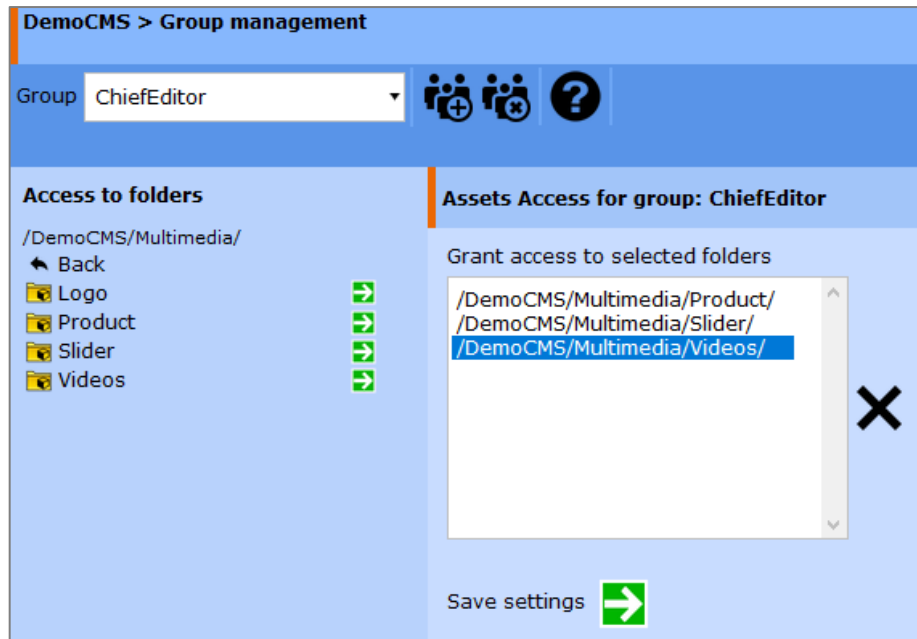 DemoCMS > Group management
Group ChiefEditor
Access to folders
/DemoCMS/Multimedia/
Back
Logo
Product
Slider
Videos
Assets Access for group: ChiefEditor
Grant access to selected folders
/DemoCMS/Multimedia/Product/
/DemoCMS/Multimedia/Slider/
/DemoCMS/Multimedia/Videos/
Save settings